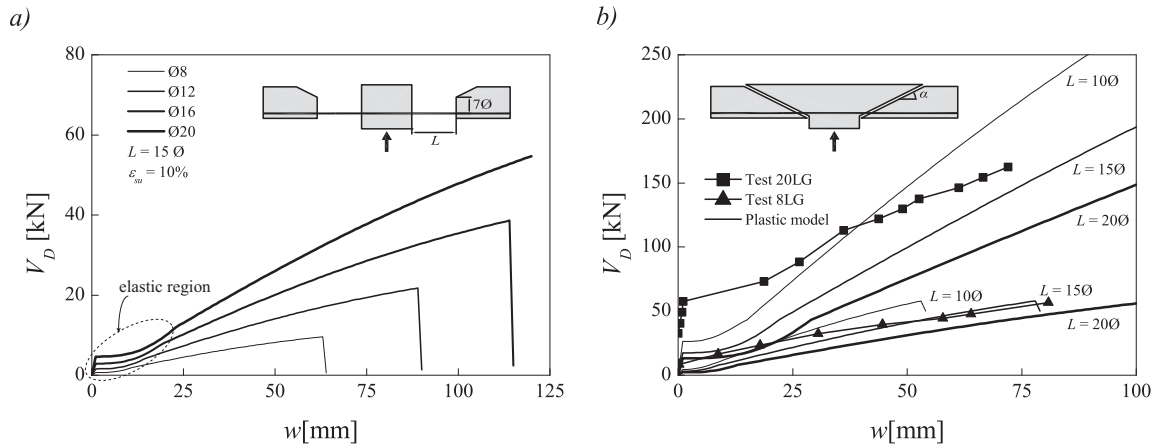 a)
80
60
40
20
0
0
25
50
75
100
125
V_D [kN]
w[mm]
Ø8
Ø12
Ø16
Ø20
L = 15 Ø
ε_su = 10%
elastic region
7Ø
L
b)
250
200
150
100
50
0
0
25
50
75
100
V_D [kN]
w[mm]
α
Test 20LG
Test 8LG
Plastic model
L = 10Ø
L = 15Ø
L = 20Ø
L = 10Ø
L = 15Ø
L = 20Ø